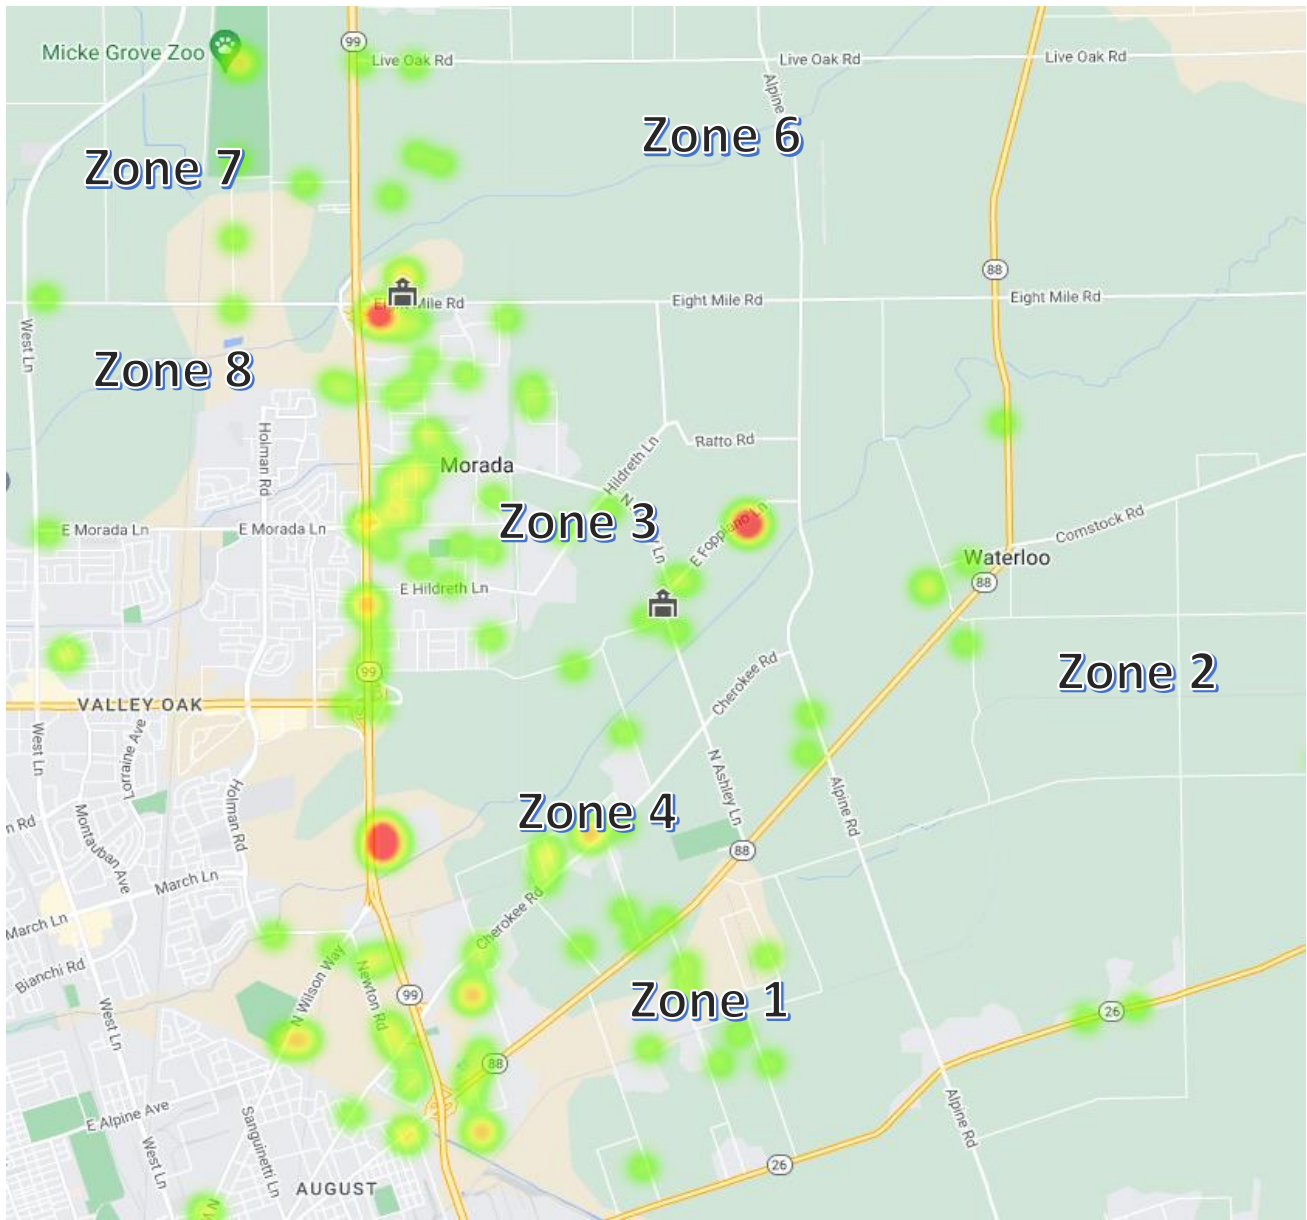 99
Micke Grove Zoo
Live Oak Rd
Live Oak Rd
Live Oak Rd
Alpine
Zone 6
Zone 7
88
Eight Mile Rd
Eight Mile Rd
Eight Mile Rd
West Ln
Zone 8
Holman Rd
Hildreth Ln
Ratto Rd
Morada
Zone 3
E Foppiano Ln
Comstock Rd
E Morada Ln
E Morada Ln
Waterloo
88
E Hildreth Ln
99
Cherokee Rd
Zone 2
VALLEY OAK
West Ln
Lorraine Ave
Holman Rd
N Ashley Ln
Alpine Rd
Zone 4
n Rd
Montauban Ave
88
March Ln
March Ln
Cherokee Rd
Bianchi Rd
N Wilson Way
Newton Rd
99
Zone 1
West Ln
26
88
E Alpine Ave
Sanguinetti Ln
West Ln
Alpine Rd
26
AUGUST